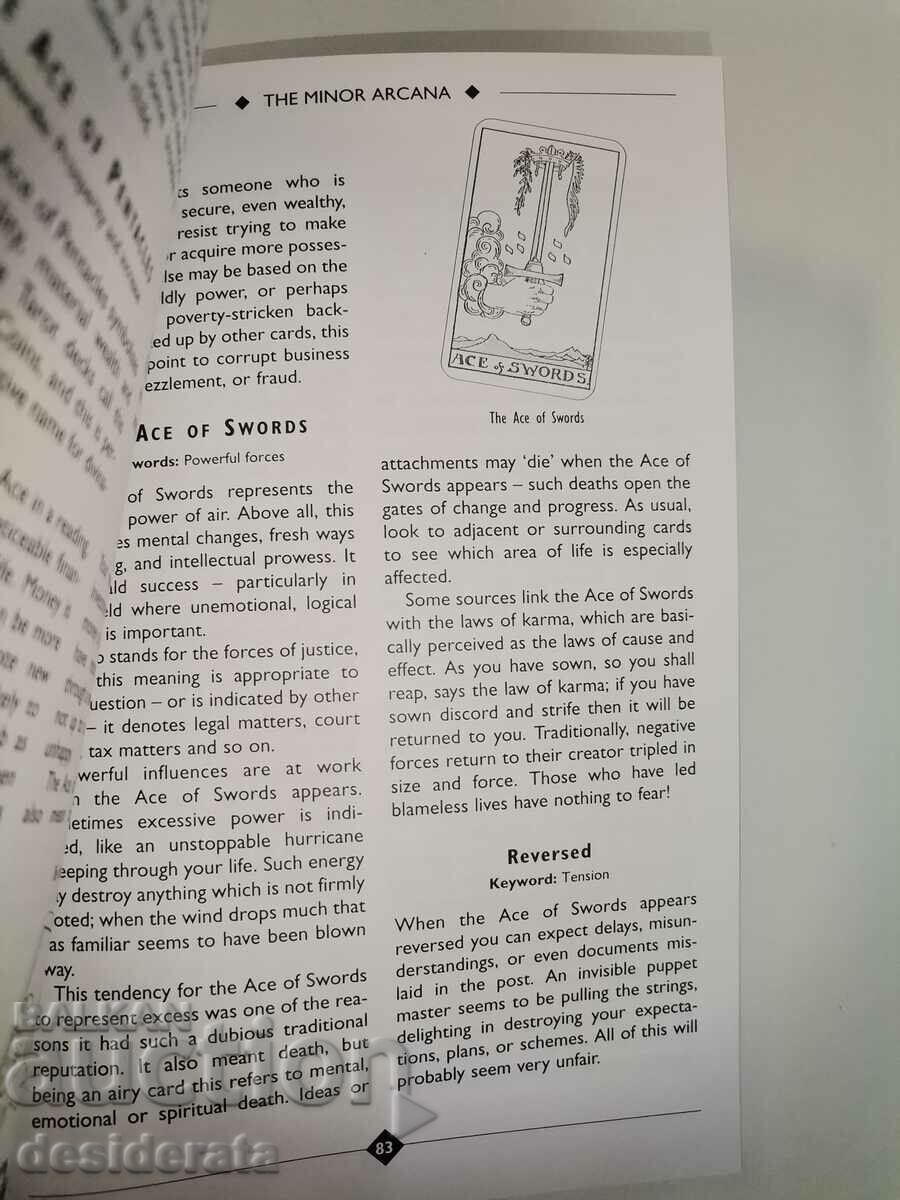 THE MINOR ARCANA
someone who is
secure, even wealthy,
resist trying to make
acquire more posses-
may be based on the
power, or perhaps
poverty-stricken back-
up by other cards, this
point to corrupt business
or fraud.
ACE OF SWORDS
Powerful forces
of Swords represents the
power of air. Above all, this
mental changes, fresh ways
and intellectual prowess. It
success – particularly in
where unemotional, logical
is important.
stands for the forces of justice,
this meaning is appropriate to
– or is indicated by other
– it denotes legal matters, court
tax matters and so on.
influences are at work
the Ace of Swords appears.
excessive power is indi-
like an unstoppable hurricane
through your life. Such energy
destroy anything which is not firmly
when the wind drops much that
familiar seems to have been blown
This tendency for the Ace of Swords
to represent excess was one of the rea-
sons it had such a dubious traditional
reputation. It also meant death, but
being an airy card this refers to mental,
emotional or spiritual death. Ideas or
ACE of SWORDS
The Ace of Swords
attachments may ‘die’ when the Ace of
Swords appears – such deaths open the
gates of change and progress. As usual,
look to adjacent or surrounding cards
to see which area of life is especially
affected.
Some sources link the Ace of Swords
with the laws of karma, which are basi-
cally perceived as the laws of cause and
effect. As you have sown, so you shall
reap, says the law of karma; if you have
sown discord and strife then it will be
returned to you. Traditionally, negative
forces return to their creator tripled in
size and force. Those who have led
blameless lives have nothing to fear!
Reversed
Keyword: Tension
When the Ace of Swords appears
reversed you can expect delays, misun-
derstandings, or even documents mis-
laid in the post. An invisible puppet
master seems to be pulling the strings,
delighting in destroying your expecta-
tions, plans, or schemes. All of this will
probably seem very unfair.
83
BALKAN
auction
desiderata